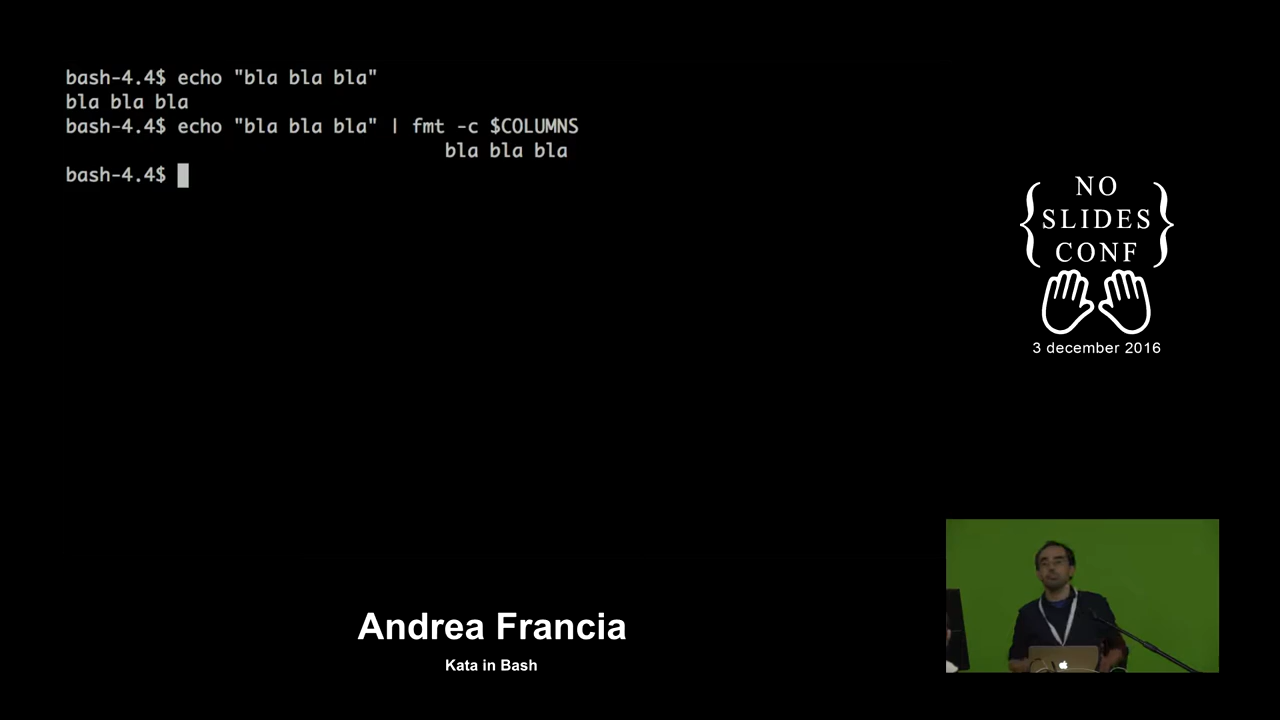 bash-4.4$ echo "bla bla bla"
bla bla bla
bash-4.4$ echo "bla bla bla" | fmt -c $COLUMNS
bla bla bla
bash-4.4$
NO
SLIDES
CONF
3 december 2016
Andrea Francia
Kata in Bash